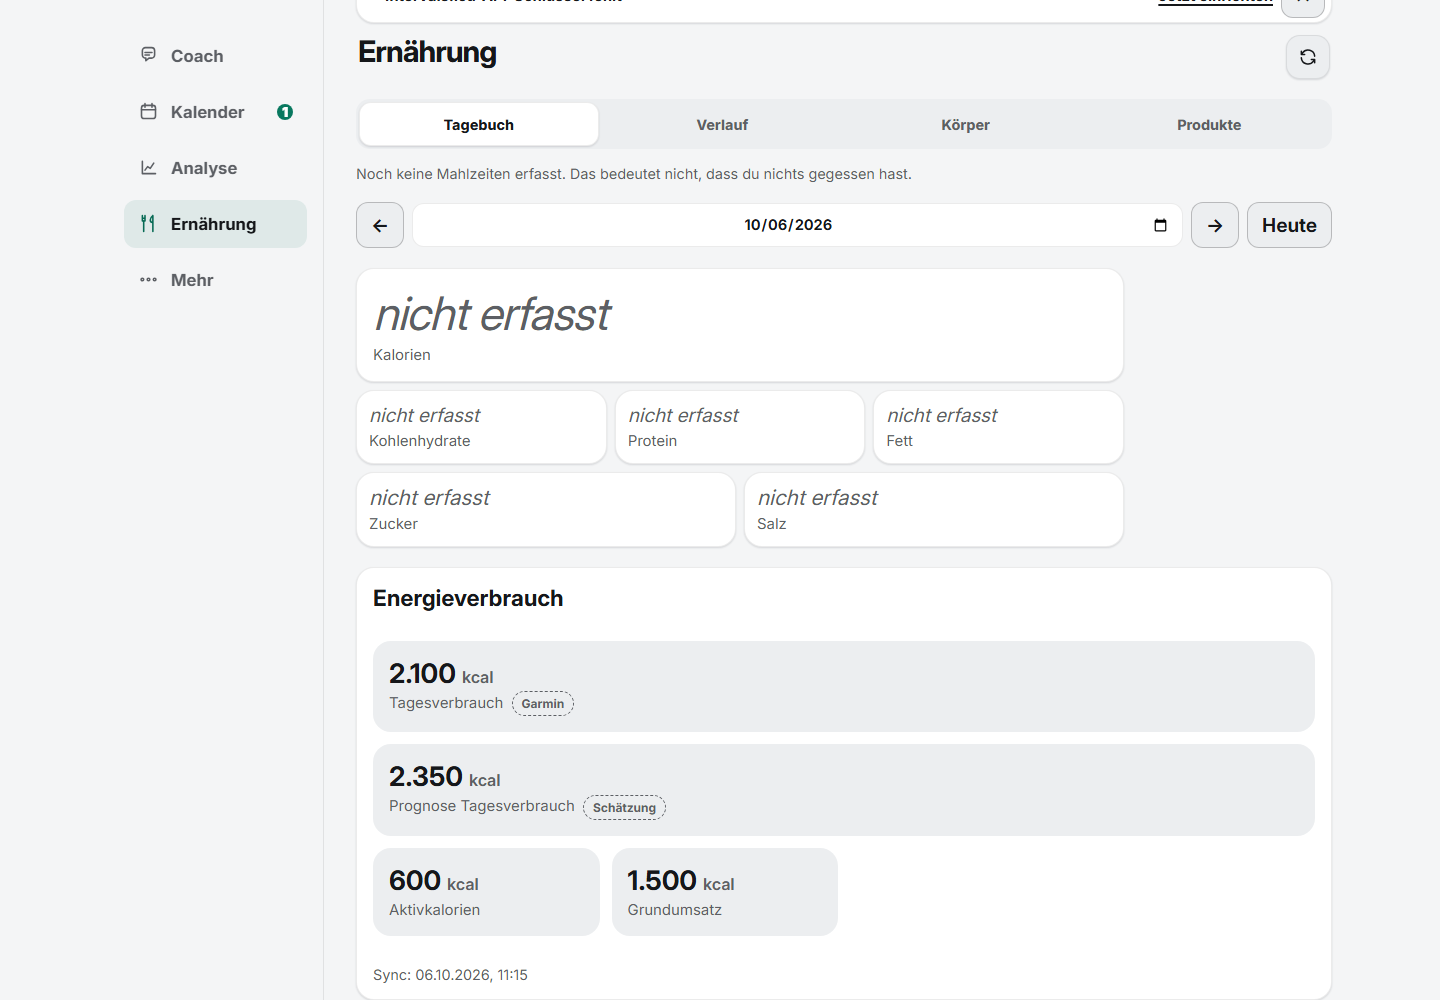 Ernährung
Coach
Kalender 1
Analyse
Ernährung
Mehr
Tagebuch
Verlauf
Körper
Produkte
Noch keine Mahlzeiten erfasst. Das bedeutet nicht, dass du nichts gegessen hast.
10/06/2026
Heute
nicht erfasst
Kalorien
nicht erfasst
Kohlenhydrate
nicht erfasst
Protein
nicht erfasst
Fett
nicht erfasst
Zucker
nicht erfasst
Salz
Energieverbrauch
2.100 kcal
Tagesverbrauch Garmin
2.350 kcal
Prognose Tagesverbrauch Schätzung
600 kcal
Aktivkalorien
1.500 kcal
Grundumsatz
Sync: 06.10.2026, 11:15